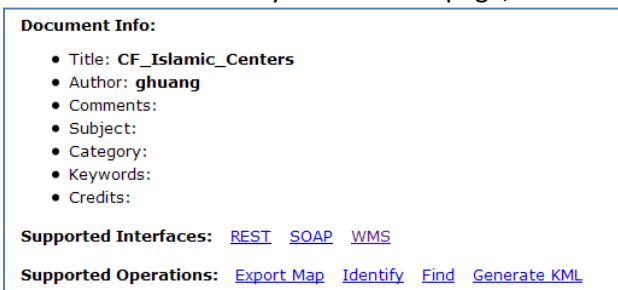 Document Info:
Title: CF_Islamic_Centers
Author: ghuang
Comments:
Subject:
Category:
Keywords:
Credits:
Supported Interfaces: REST SOAP WMS
Supported Operations: Export Map Identify Find Generate KML